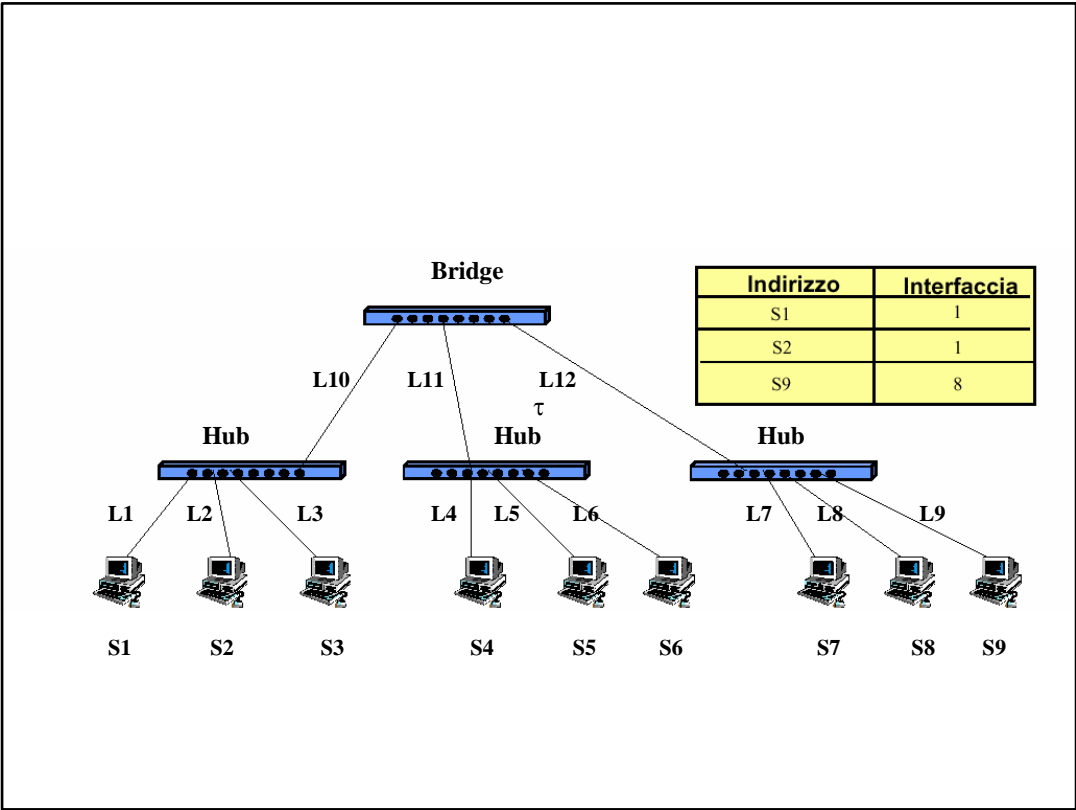 Bridge
Indirizzo Interfaccia
S1 1
S2 1
S9 8
L10 L11 L12
τ
Hub Hub Hub
L1 L2 L3 L4 L5 L6 L7 L8 L9
S1 S2 S3 S4 S5 S6 S7 S8 S9